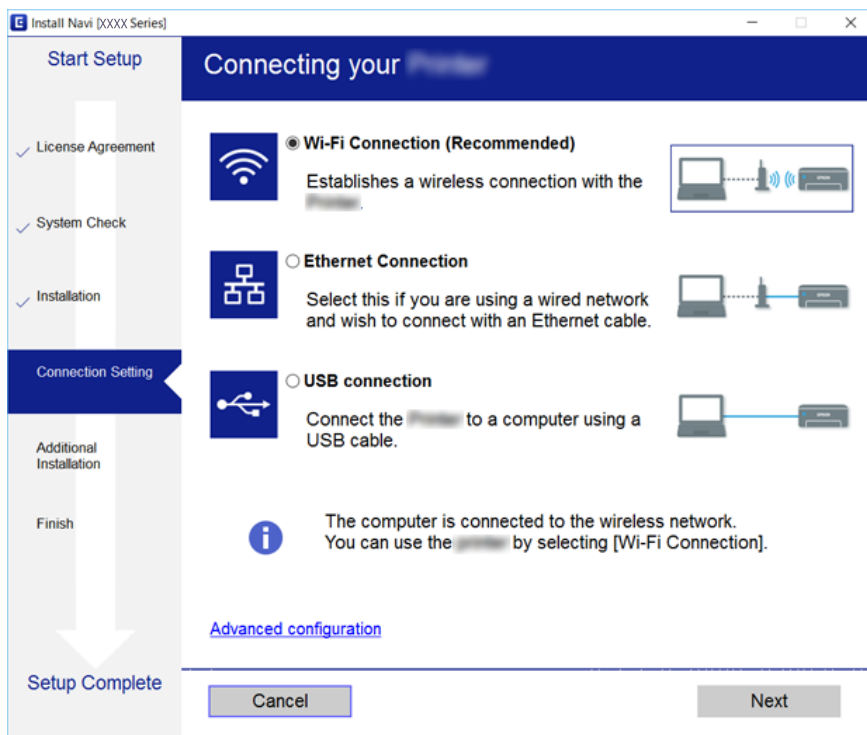 E Install Navi [XXXX Series]
Start Setup
License Agreement
System Check
Installation
Connection Setting
Additional
Installation
Finish
Setup Complete
Connecting your
Wi-Fi Connection (Recommended)
Establishes a wireless connection with the
.
EPSON
Ethernet Connection
Select this if you are using a wired network
and wish to connect with an Ethernet cable.
EPSON
USB connection
Connect the to a computer using a
USB cable.
EPSON
i
The computer is connected to the wireless network.
You can use the by selecting [Wi-Fi Connection].
Advanced configuration
Cancel
Next